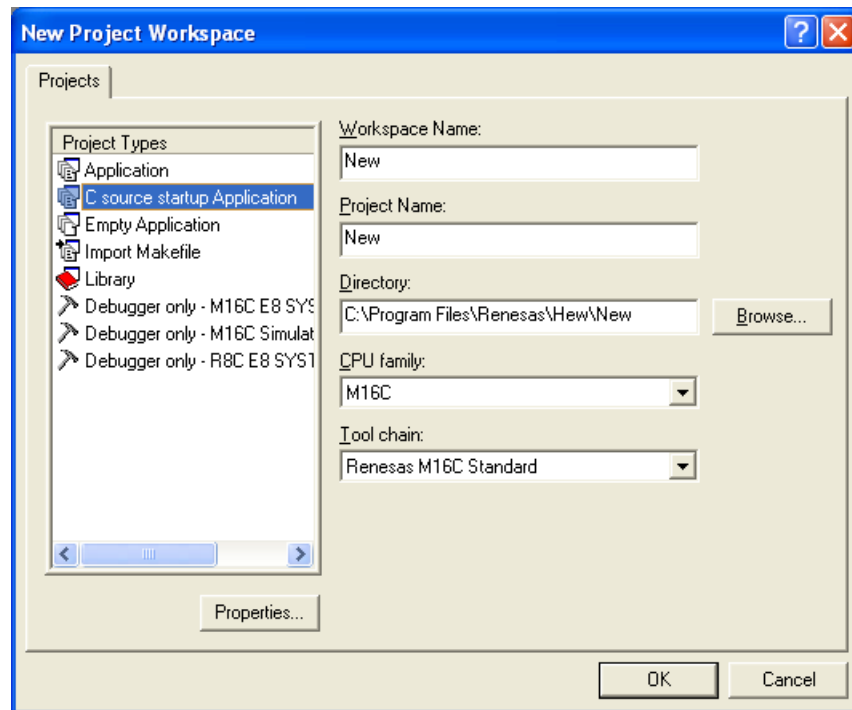 New Project Workspace
Projects
Project Types
Application
C source startup Application
Empty Application
Import Makefile
Library
Debugger only - M16C E8 SYS
Debugger only - M16C Simulat
Debugger only - R8C E8 SYST
Properties...
Workspace Name:
New
Project Name:
New
Directory:
C:\Program Files\Renesas\Hew\New
Browse...
CPU family:
M16C
Tool chain:
Renesas M16C Standard
OK
Cancel